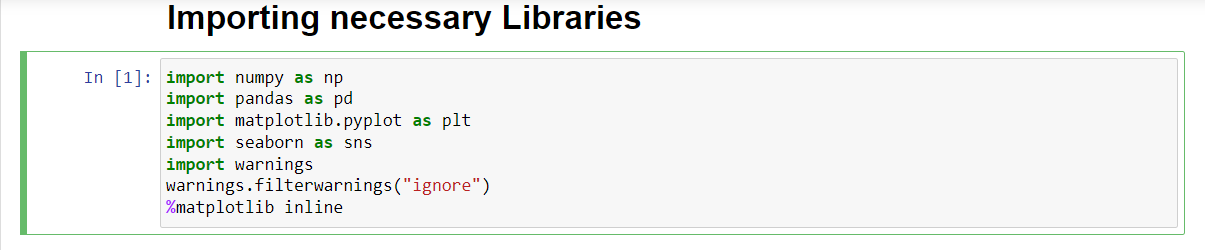 Importing necessary Libraries
In [1]: import numpy as np
import pandas as pd
import matplotlib.pyplot as plt
import seaborn as sns
import warnings
warnings.filterwarnings("ignore")
%matplotlib inline